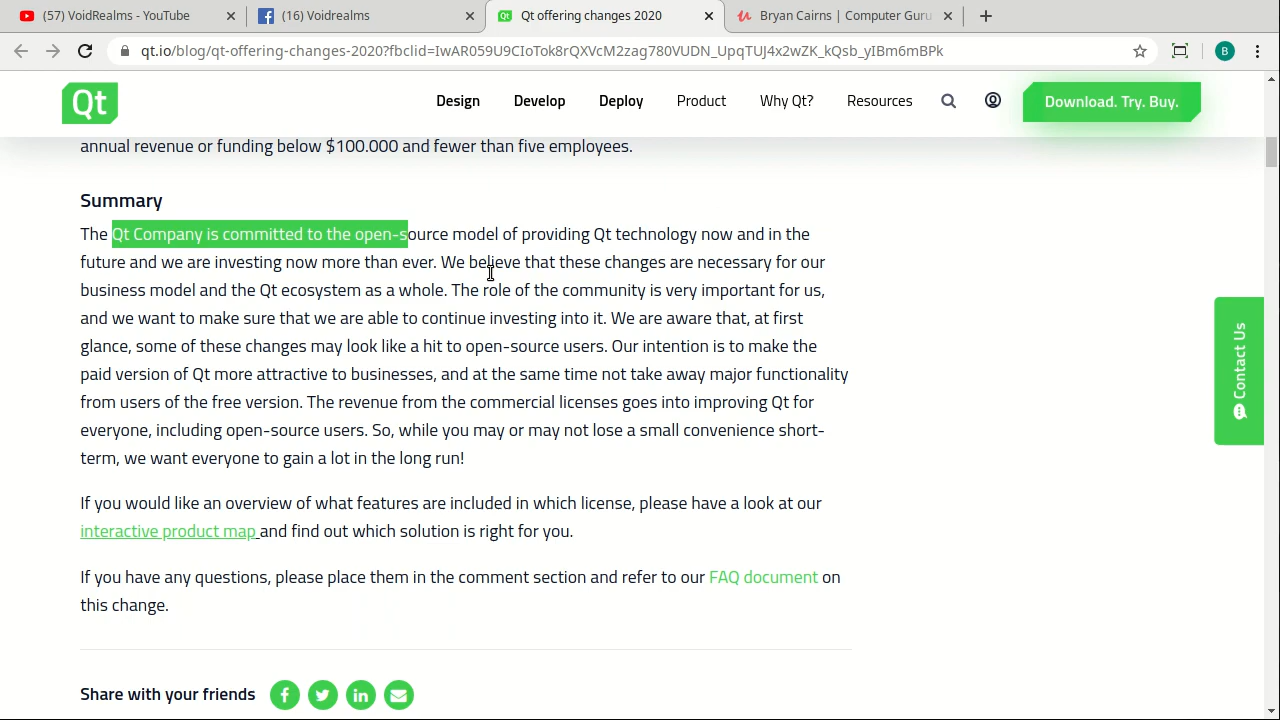 (57) VoidRealms - YouTube
(16) Voidrealms
Qt offering changes 2020
Bryan Cairns | Computer Guru
qt.io/blog/qt-offering-changes-2020?fbclid=IwAR059U9CIoTok8rQXVcM2zag780VUDN_UpqTUJ4x2wZK_kQsb_yIBm6mBPk
B
Qt
Design
Develop
Deploy
Product
Why Qt?
Resources
Download. Try. Buy.
annual revenue or funding below $100.000 and fewer than five employees.
Summary
The Qt Company is committed to the open-source model of providing Qt technology now and in the
future and we are investing now more than ever. We believe that these changes are necessary for our
business model and the Qt ecosystem as a whole. The role of the community is very important for us,
and we want to make sure that we are able to continue investing into it. We are aware that, at first
glance, some of these changes may look like a hit to open-source users. Our intention is to make the
paid version of Qt more attractive to businesses, and at the same time not take away major functionality
from users of the free version. The revenue from the commercial licenses goes into improving Qt for
everyone, including open-source users. So, while you may or may not lose a small convenience short-
term, we want everyone to gain a lot in the long run!
If you would like an overview of what features are included in which license, please have a look at our
interactive product map and find out which solution is right for you.
If you have any questions, please place them in the comment section and refer to our FAQ document on
this change.
Share with your friends
Contact Us